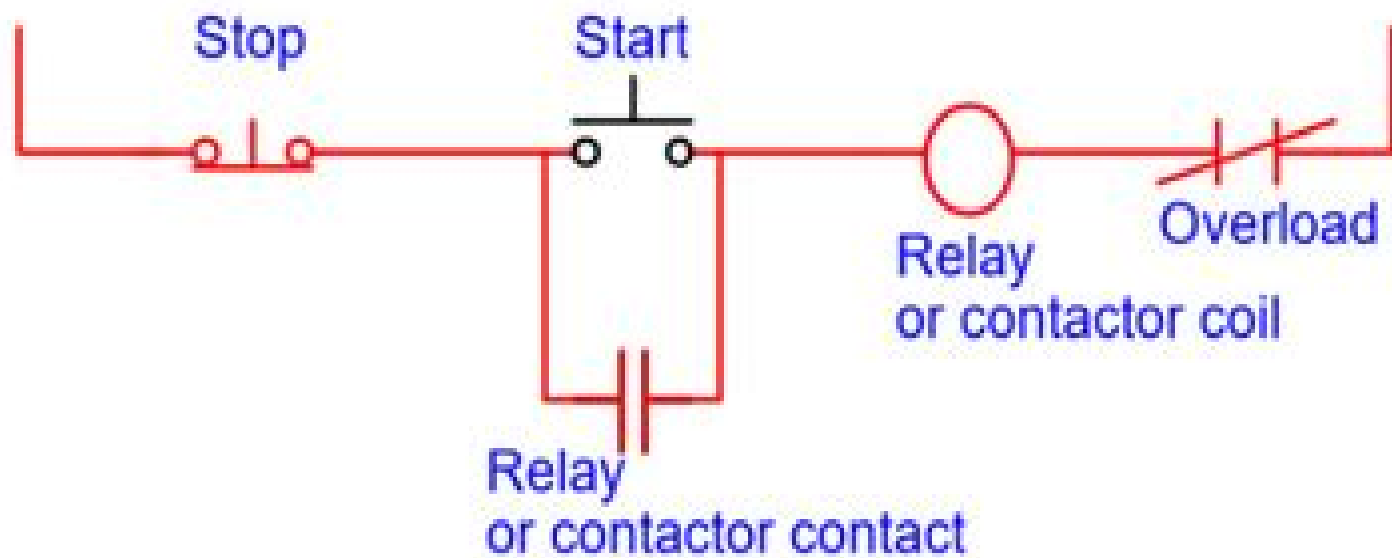 Stop
Start
Overload
Relay
or contactor coil
Relay
or contactor contact